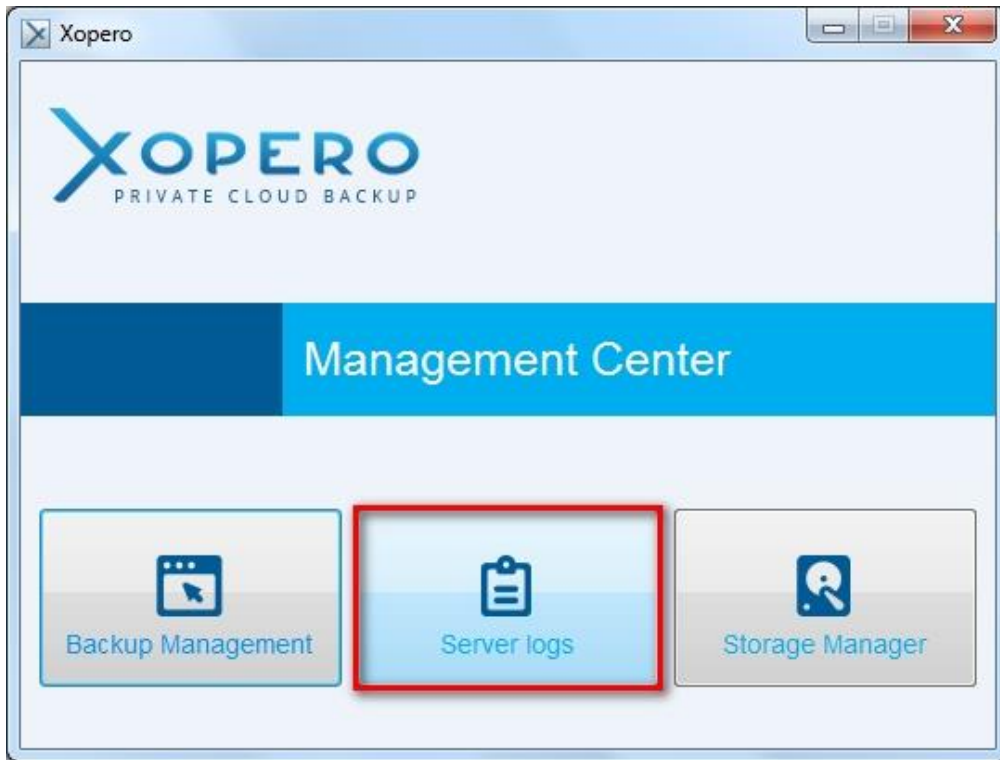 Xopero
XOPERO
PRIVATE CLOUD BACKUP
Management Center
Backup Management
Server logs
Storage Manager